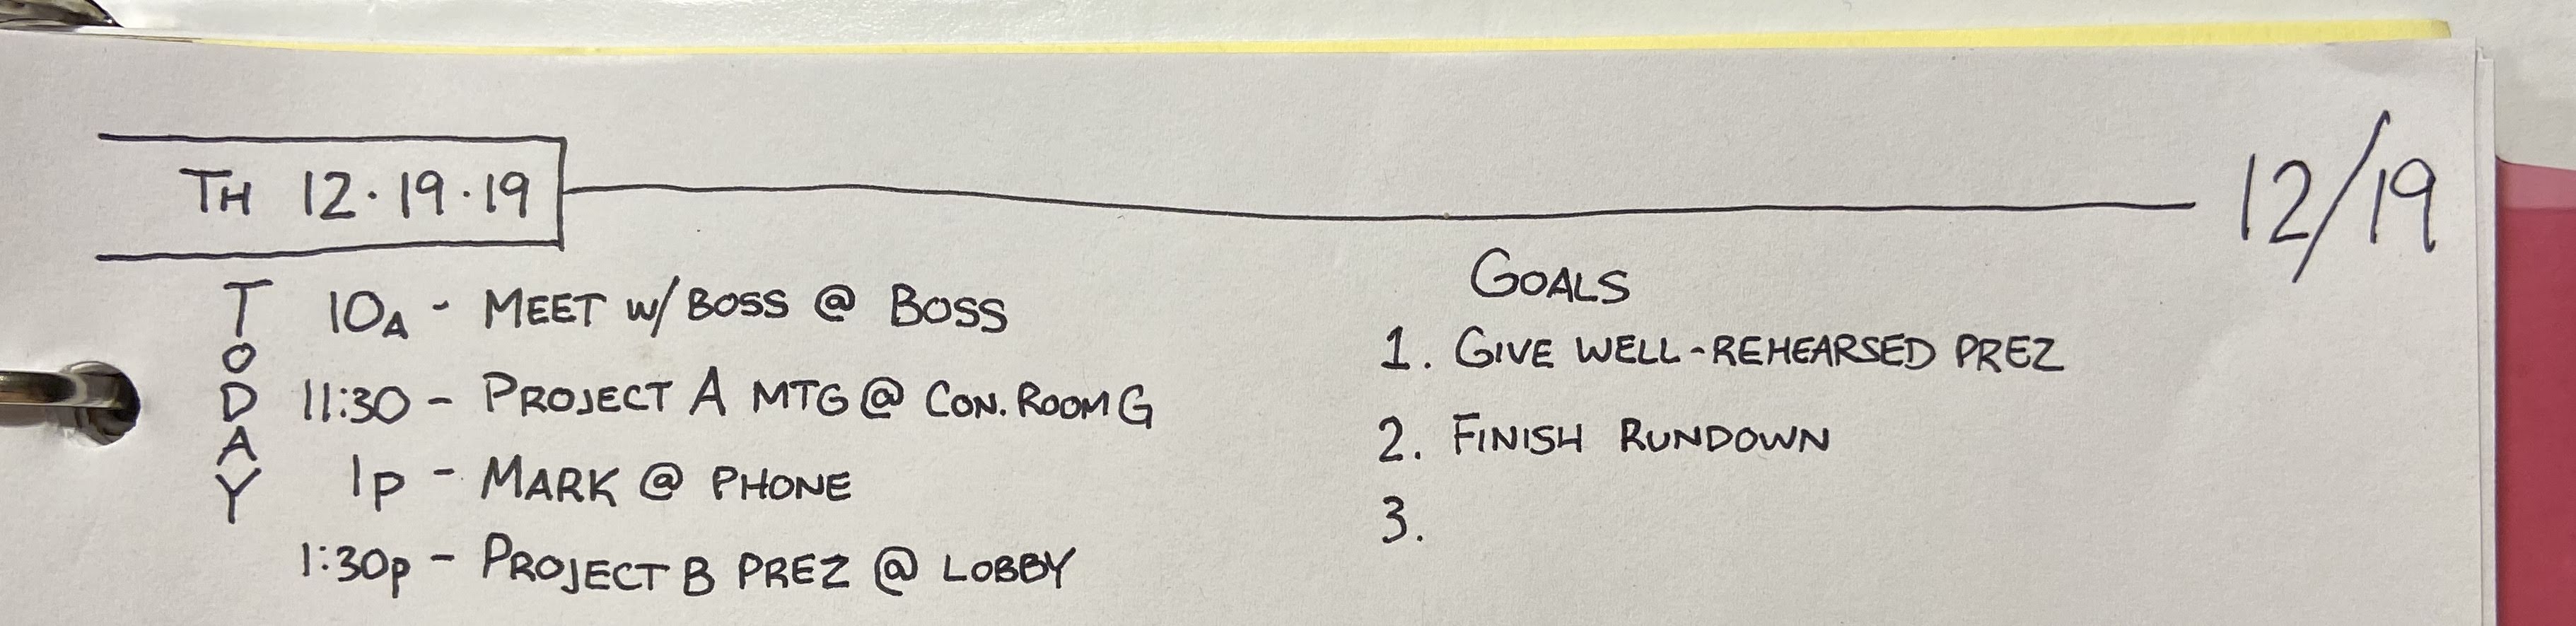 TH 12·19·19
12/19
TODAY
10A - MEET W/ BOSS @ BOSS
11:30 - PROJECT A MTG @ CON. ROOM G
1P - MARK @ PHONE
1:30P - PROJECT B PREZ @ LOBBY
GOALS
1. GIVE WELL-REHEARSED PREZ
2. FINISH RUNDOWN
3.